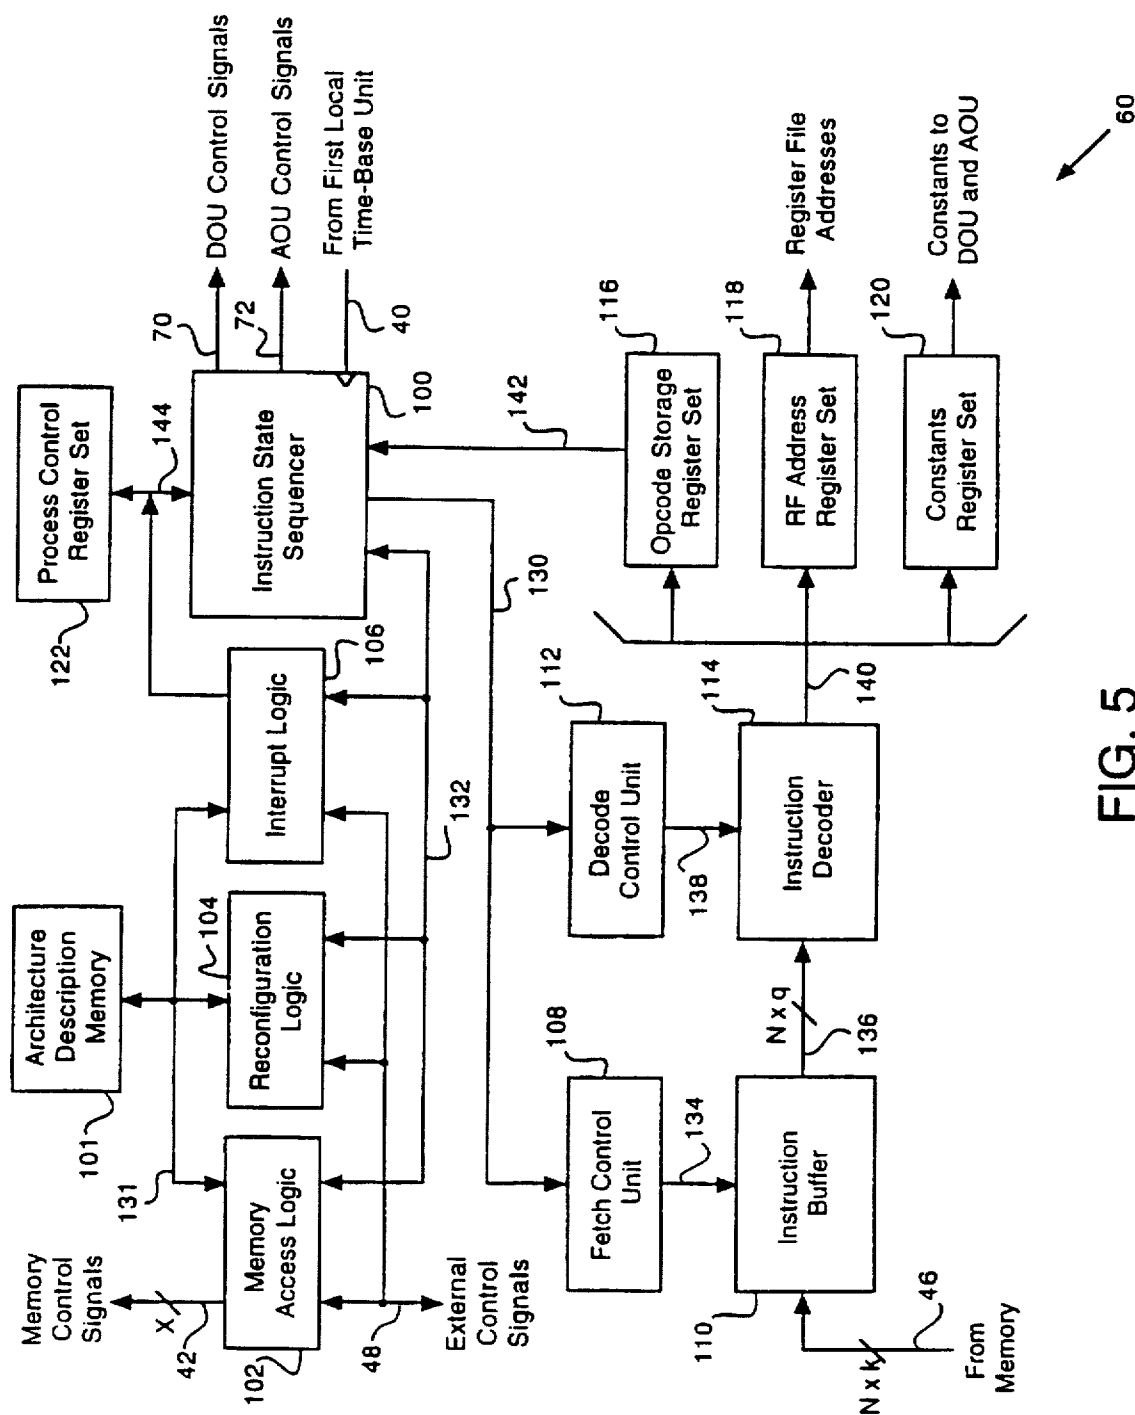 Memory
Control
Signals
X
42
131
Architecture
Description
Memory
101
104
Process Control
Register Set
122
144
Memory
Access Logic
102
Reconfiguration
Logic
Interrupt Logic
106
Instruction State
Sequencer
100
70
DOU Control Signals
72
AOU Control Signals
40
From First Local
Time-Base Unit
48
External
Control
Signals
132
130
142
Fetch Control
Unit
108
134
Decode
Control Unit
112
138
Opcode Storage
Register Set
116
RF Address
Register Set
118
Register File
Addresses
Constants
Register Set
120
Constants to
DOU and AOU
Instruction
Buffer
110
N x k
46
From
Memory
N x q
136
Instruction
Decoder
114
140
60
FIG. 5